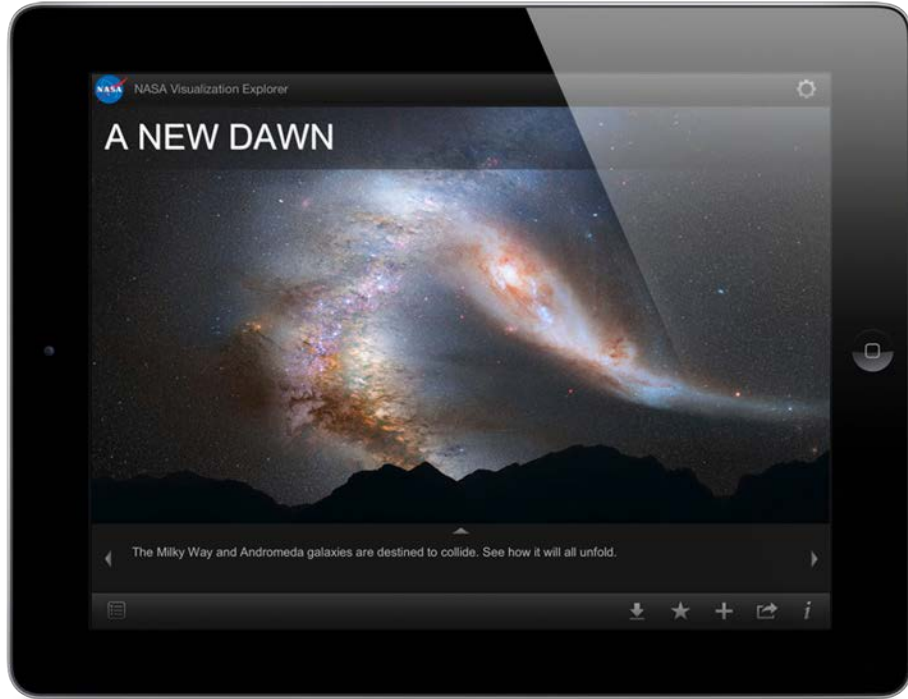 NASA
NASA Visualization Explorer
A NEW DAWN
The Milky Way and Andromeda galaxies are destined to collide. See how it will all unfold.
i